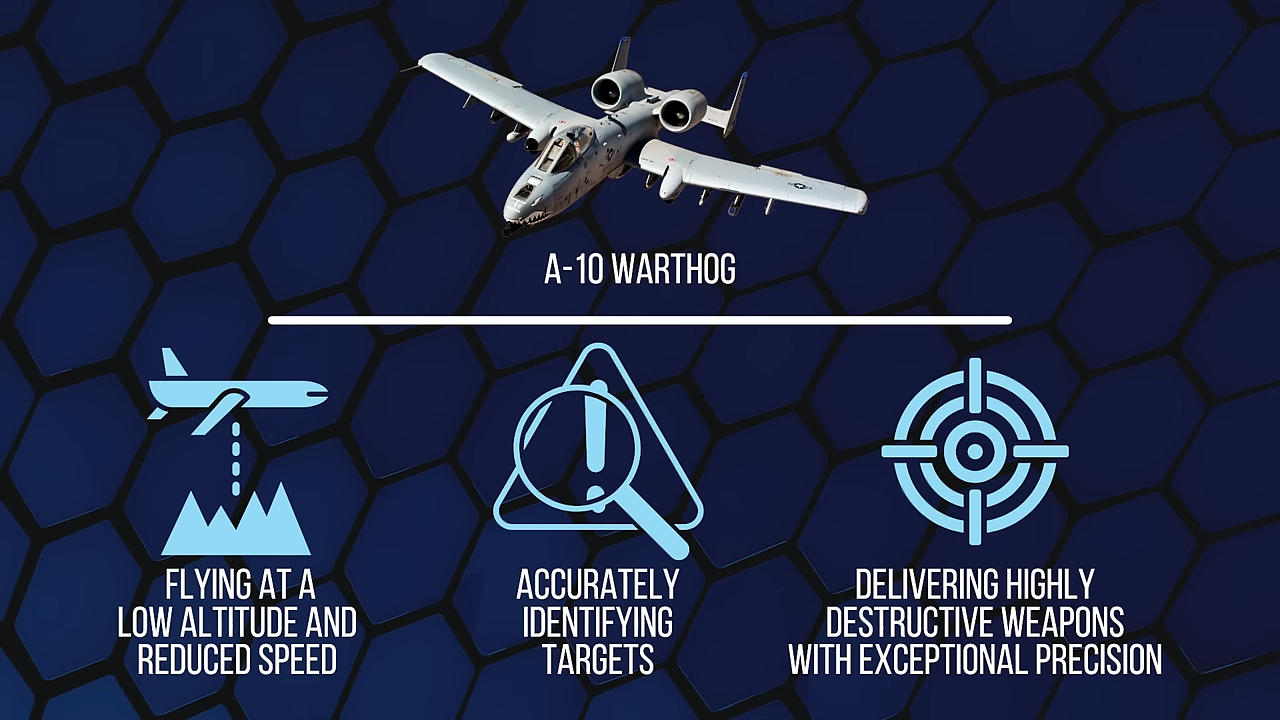 A-10 WARTHOG
FLYING AT A
LOW ALTITUDE AND
REDUCED SPEED
ACCURATELY
IDENTIFYING
TARGETS
DELIVERING HIGHLY
DESTRUCTIVE WEAPONS
WITH EXCEPTIONAL PRECISION